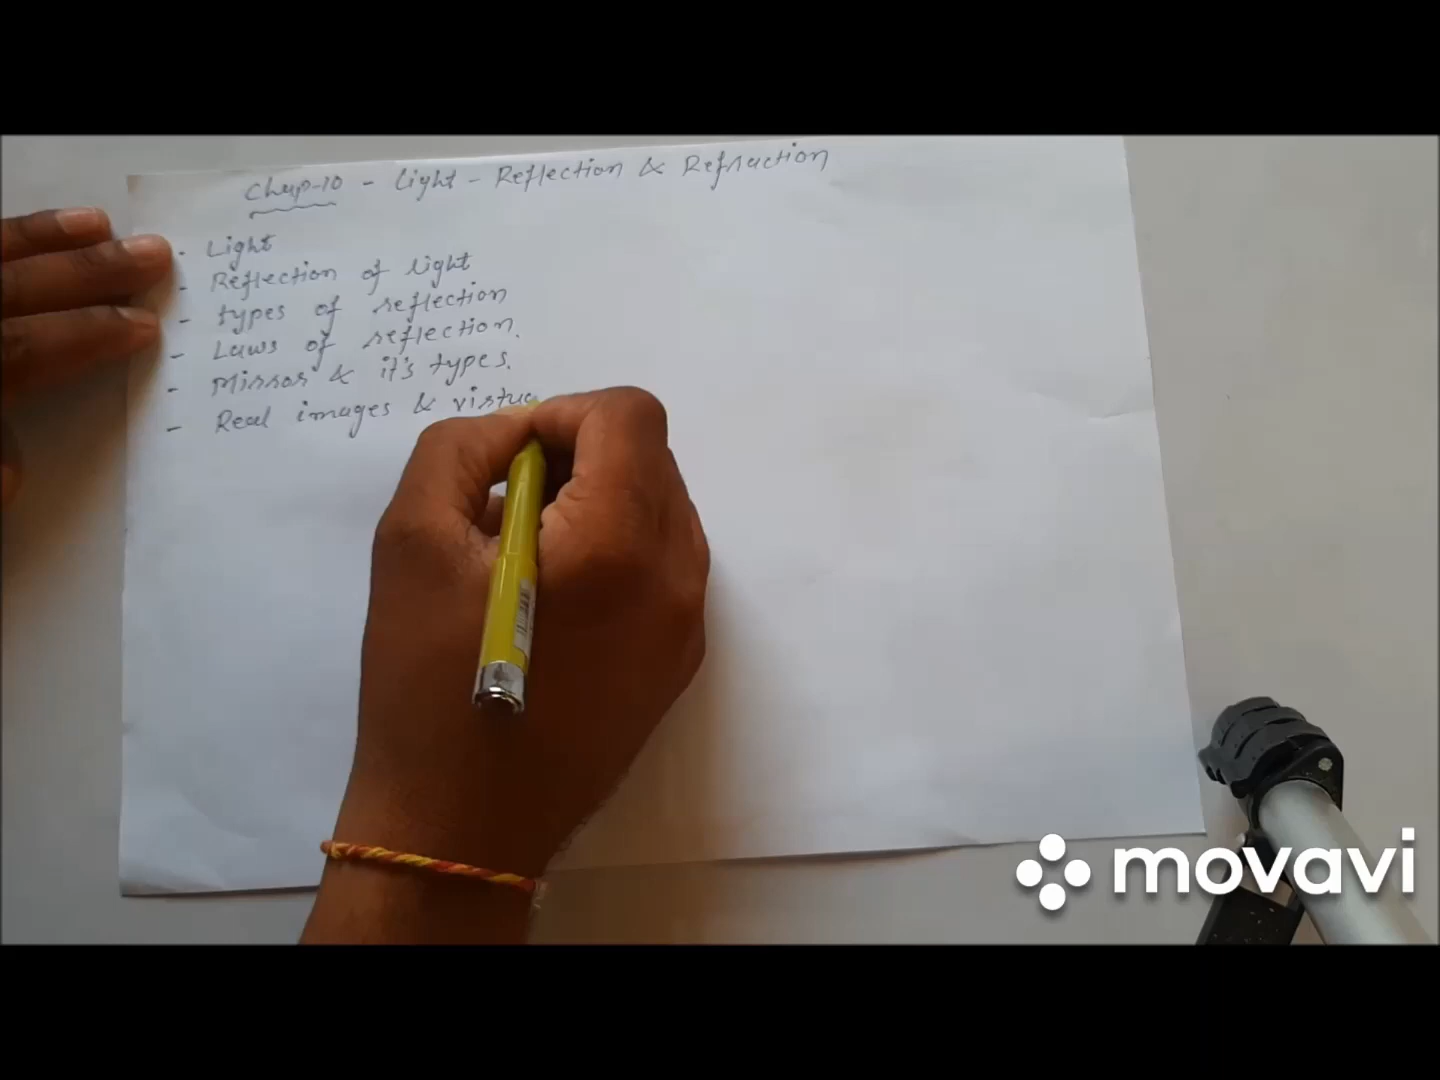 Chap-10 - Light - Reflection & Refraction
- Light
- Reflection of light
- types of reflection
- Laws of reflection.
- Mirror & it's types.
- Real images & virtua
movavi